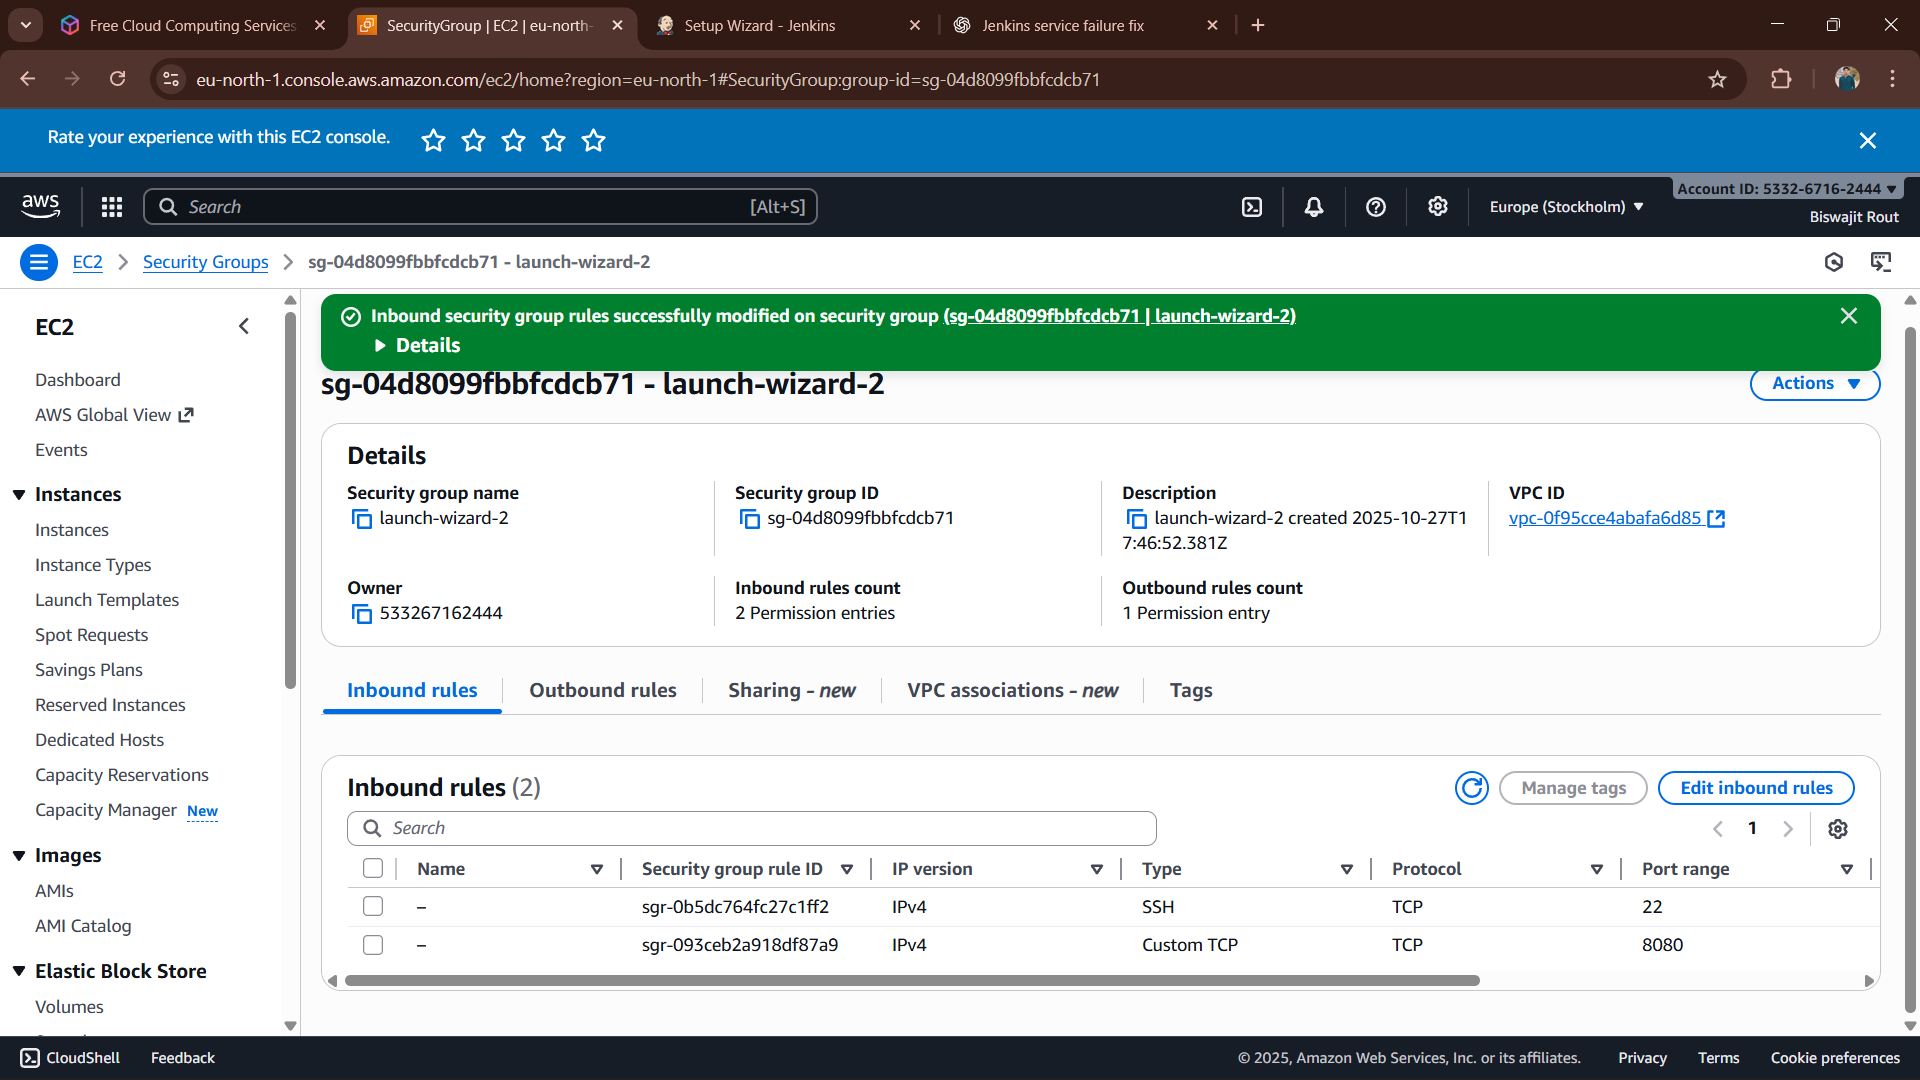 Free Cloud Computing Services
SecurityGroup | EC2 | eu-north-
Setup Wizard - Jenkins
Jenkins service failure fix
eu-north-1.console.aws.amazon.com/ec2/home?region=eu-north-1#SecurityGroup:group-id=sg-04d8099fbbfcdcb71
Rate your experience with this EC2 console.
aws
Search
[Alt+S]
Europe (Stockholm)
Account ID: 5332-6716-2444
Biswajit Rout
EC2
Security Groups
sg-04d8099fbbfcdcb71 - launch-wizard-2
EC2
Dashboard
AWS Global View
Events
Instances
Instances
Instance Types
Launch Templates
Spot Requests
Savings Plans
Reserved Instances
Dedicated Hosts
Capacity Reservations
Capacity Manager New
Images
AMIs
AMI Catalog
Elastic Block Store
Volumes
Inbound security group rules successfully modified on security group (sg-04d8099fbbfcdcb71 | launch-wizard-2)
Details
sg-04d8099fbbfcdcb71 - launch-wizard-2
Actions
Details
Security group name
launch-wizard-2
Security group ID
sg-04d8099fbbfcdcb71
Description
launch-wizard-2 created 2025-10-27T1
7:46:52.381Z
VPC ID
vpc-0f95cce4abafa6d85
Owner
533267162444
Inbound rules count
2 Permission entries
Outbound rules count
1 Permission entry
Inbound rules
Outbound rules
Sharing - new
VPC associations - new
Tags
Inbound rules (2)
Manage tags
Edit inbound rules
Search
1
Name Security group rule ID IP version Type Protocol Port range
– sgr-0b5dc764fc27c1ff2 IPv4 SSH TCP 22
– sgr-093ceb2a918df87a9 IPv4 Custom TCP TCP 8080
CloudShell
Feedback
© 2025, Amazon Web Services, Inc. or its affiliates.
Privacy
Terms
Cookie preferences